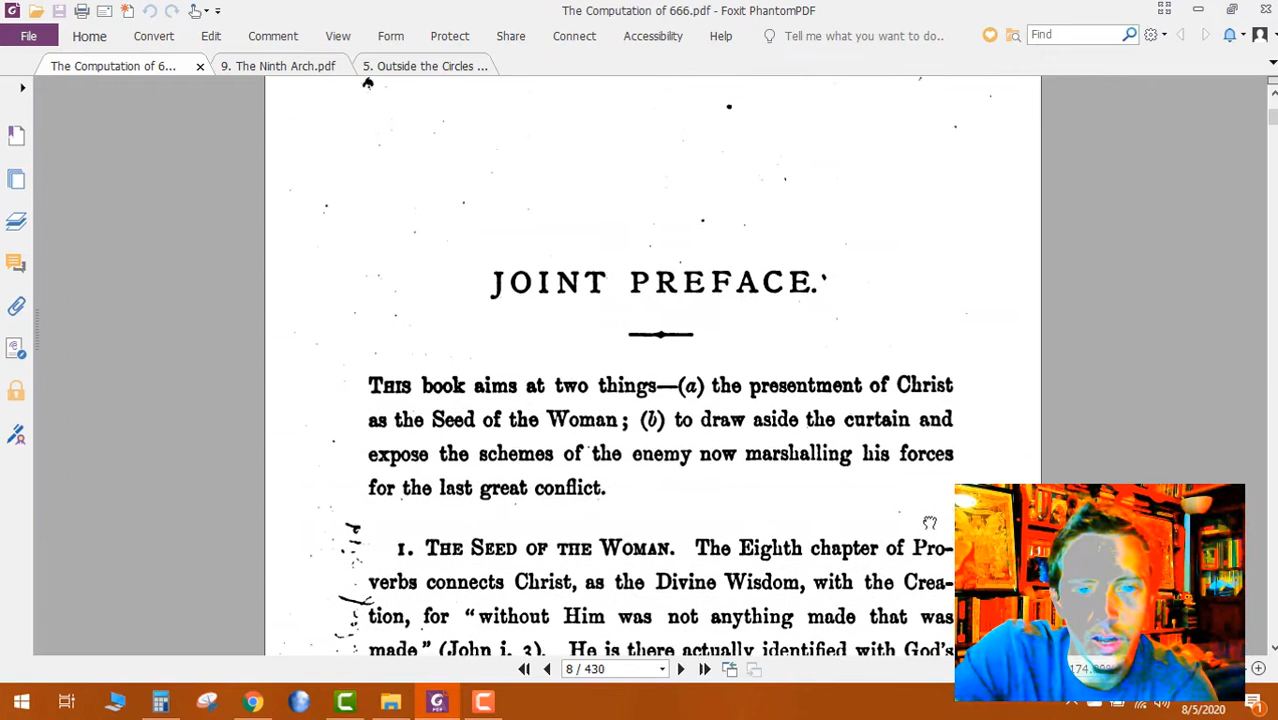 The Computation of 666.pdf - Foxit PhantomPDF
File Home Convert Edit Comment View Form Protect Share Connect Accessibility Help Tell me what you want to do.. Find
The Computation of 6... 9. The Ninth Arch.pdf 5. Outside the Circles ...
JOINT PREFACE.
THIS book aims at two things—(a) the presentment of Christ
as the Seed of the Woman; (b) to draw aside the curtain and
expose the schemes of the enemy now marshalling his forces
for the last great conflict.
1. THE SEED OF THE WOMAN. The Eighth chapter of Pro-
verbs connects Christ, as the Divine Wisdom, with the Crea-
tion, for "without Him was not anything made that was
made" (John i. 3). He is there actually identified with God's
8 / 430
8/5/2020